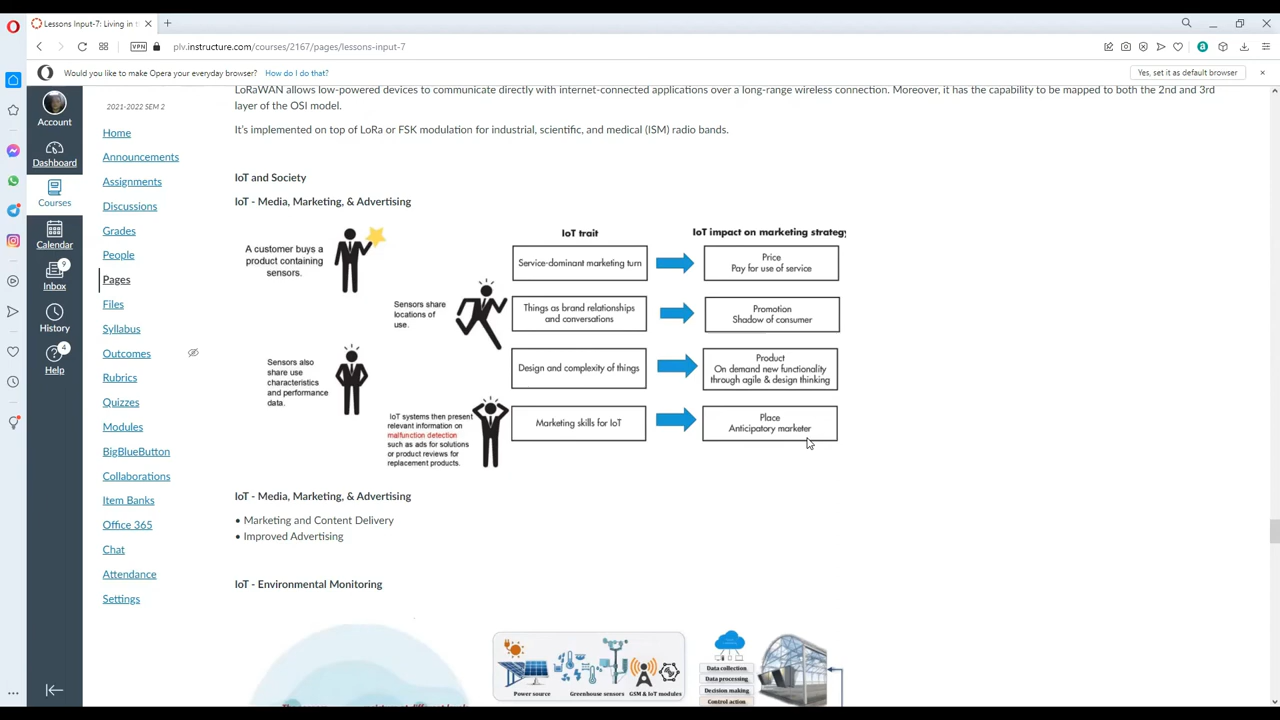 Lessons Input-7: Living in t
VPN
plv.instructure.com/courses/2167/pages/lessons-input-7
Would you like to make Opera your everyday browser? How do I do that?
Yes, set it as default browser
Account
Dashboard
Courses
Calendar
9
Inbox
History
4
Help
2021-2022 SEM 2
Home
Announcements
Assignments
Discussions
Grades
People
Pages
Files
Syllabus
Outcomes
Rubrics
Quizzes
Modules
BigBlueButton
Collaborations
Item Banks
Office 365
Chat
Attendance
Settings
LoRaWAN allows low-powered devices to communicate directly with internet-connected applications over a long-range wireless connection. Moreover, it has the capability to be mapped to both the 2nd and 3rd
layer of the OSI model.
It's implemented on top of LoRa or FSK modulation for industrial, scientific, and medical (ISM) radio bands.
IoT and Society
IoT - Media, Marketing, & Advertising
A customer buys a
product containing
sensors.
Sensors share
locations of
use.
Sensors also
share use
characteristics
and performance
data.
IoT systems then present
relevant information on
malfunction detection
such as ads for solutions
or product reviews for
replacement products.
IoT trait
IoT impact on marketing strategy
Service-dominant marketing turn
Price
Pay for use of service
Things as brand relationships
and conversations
Promotion
Shadow of consumer
Design and complexity of things
Product
On demand new functionality
through agile & design thinking
Marketing skills for IoT
Place
Anticipatory marketer
IoT - Media, Marketing, & Advertising
• Marketing and Content Delivery
• Improved Advertising
IoT - Environmental Monitoring
Power source
Greenhouse sensors
GSM & IoT modules
Data collection
Data processing
Decision making
Control action